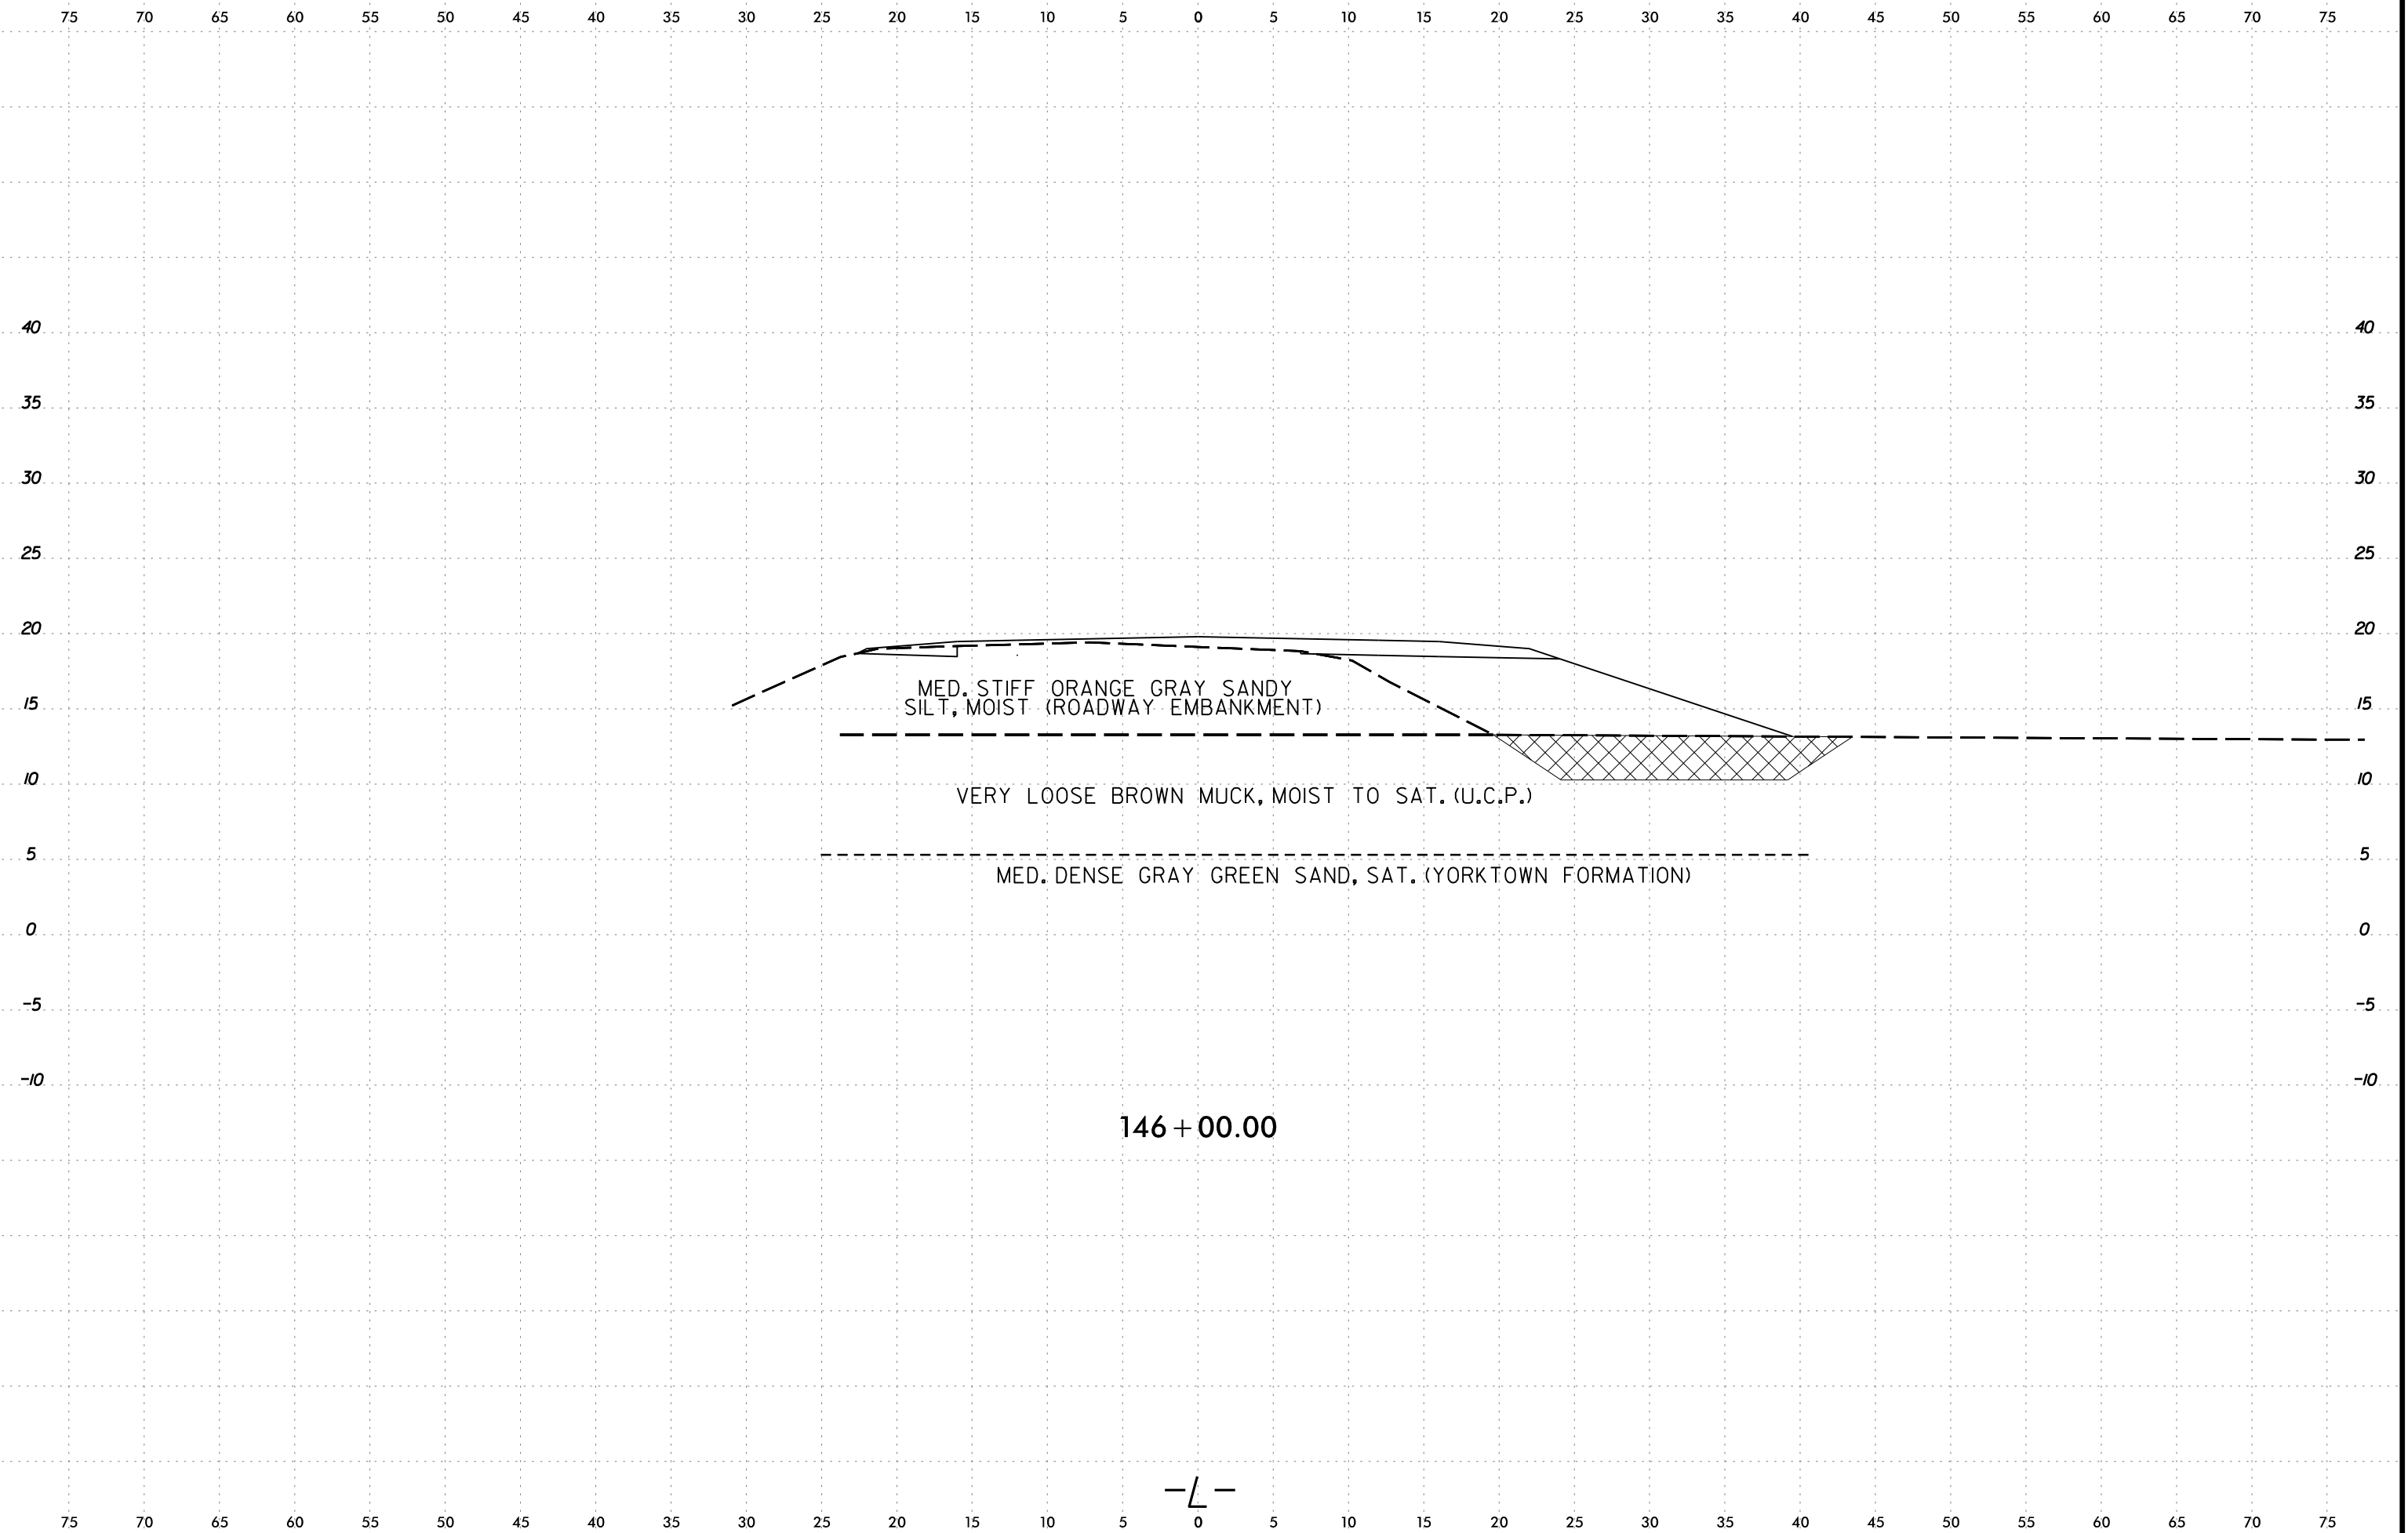 75 70 65 60 55 50 45 40 35 30 25 20 15 10 5 0 5 10 15 20 25 30 35 40 45 50 55 60 65 70 75
40 40
35 35
30 30
25 25
20 20
MED. STIFF ORANGE GRAY SANDY
15 SILT, MOIST (ROADWAY EMBANKMENT) 15
10 10
VERY LOOSE BROWN MUCK, MOIST TO SAT. (U.C.P.)
5 5
MED. DENSE GRAY GREEN SAND, SAT. (YORKTOWN FORMATION)
0 0
-5 -5
-10 -10
146+00.00
-L-
75 70 65 60 55 50 45 40 35 30 25 20 15 10 5 0 5 10 15 20 25 30 35 40 45 50 55 60 65 70 75